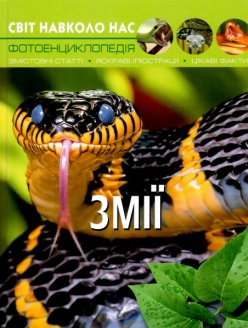 СВІТ НАВКОЛО НАС
ФОТОЕНЦИКЛОПЕДІЯ
ЗМІСТОВНІ СТАТТІ • ЯСКРАВІ ІЛЮСТРАЦІЇ • ЦІКАВІ ФАКТИ
ЗМІЇ